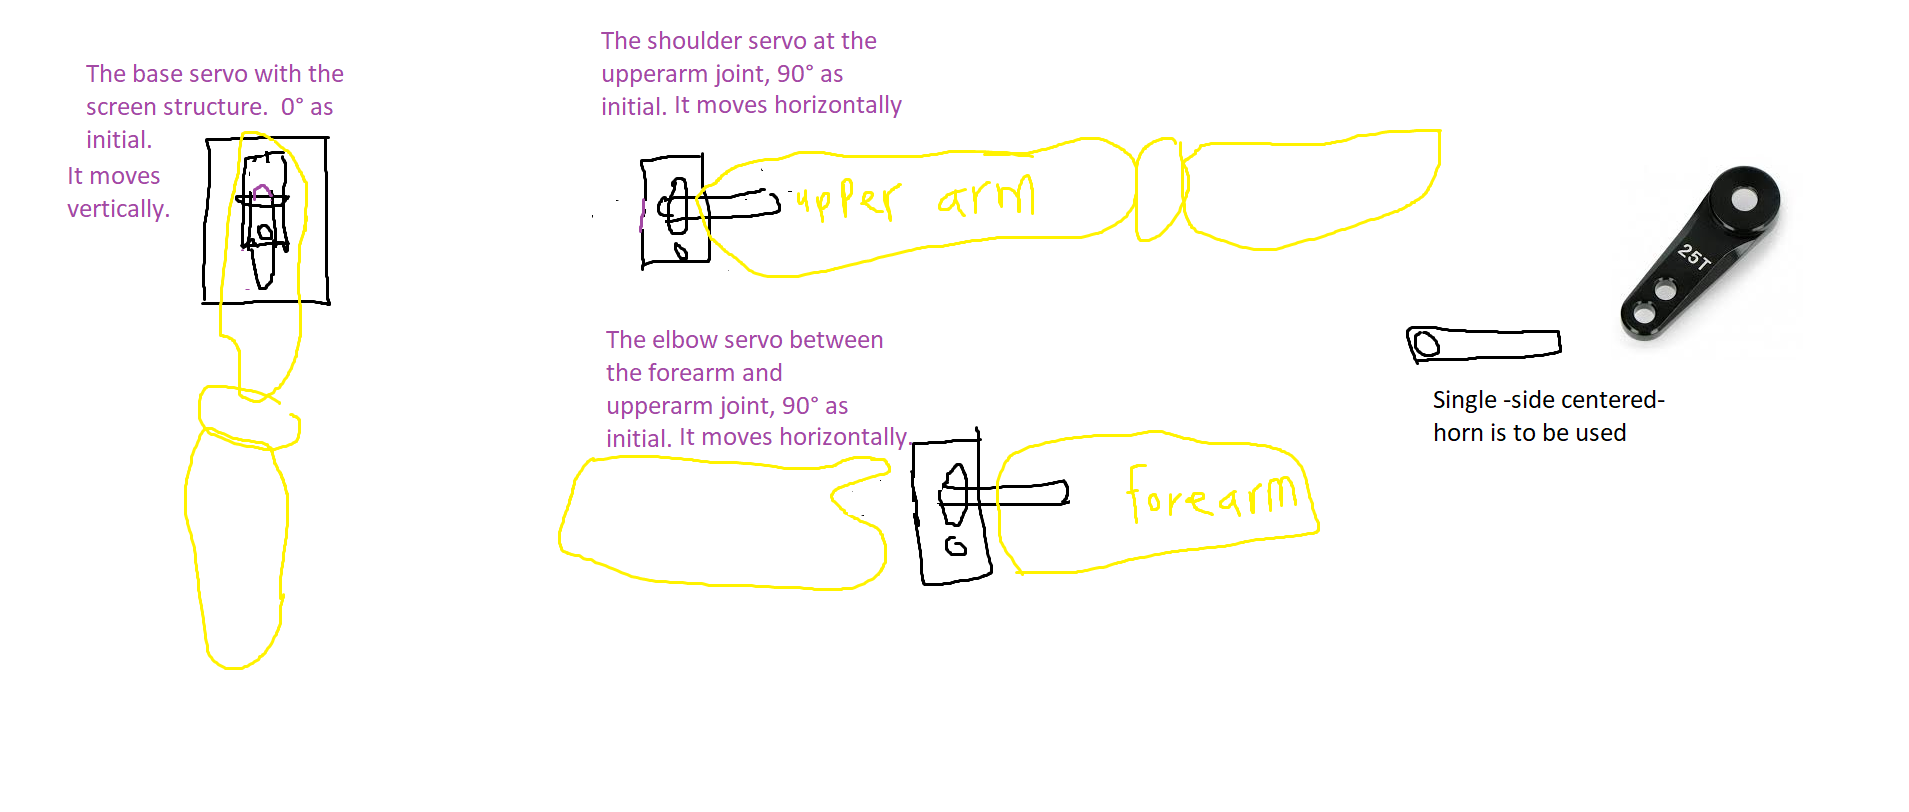 The base servo with the
screen structure.  0° as
initial.
It moves
vertically.
The shoulder servo at the
upperarm joint, 90° as
initial. It moves horizontally
upper arm
The elbow servo between
the forearm and
upperarm joint, 90° as
initial. It moves horizontally.
forearm
25T
Single -side centered-
horn is to be used